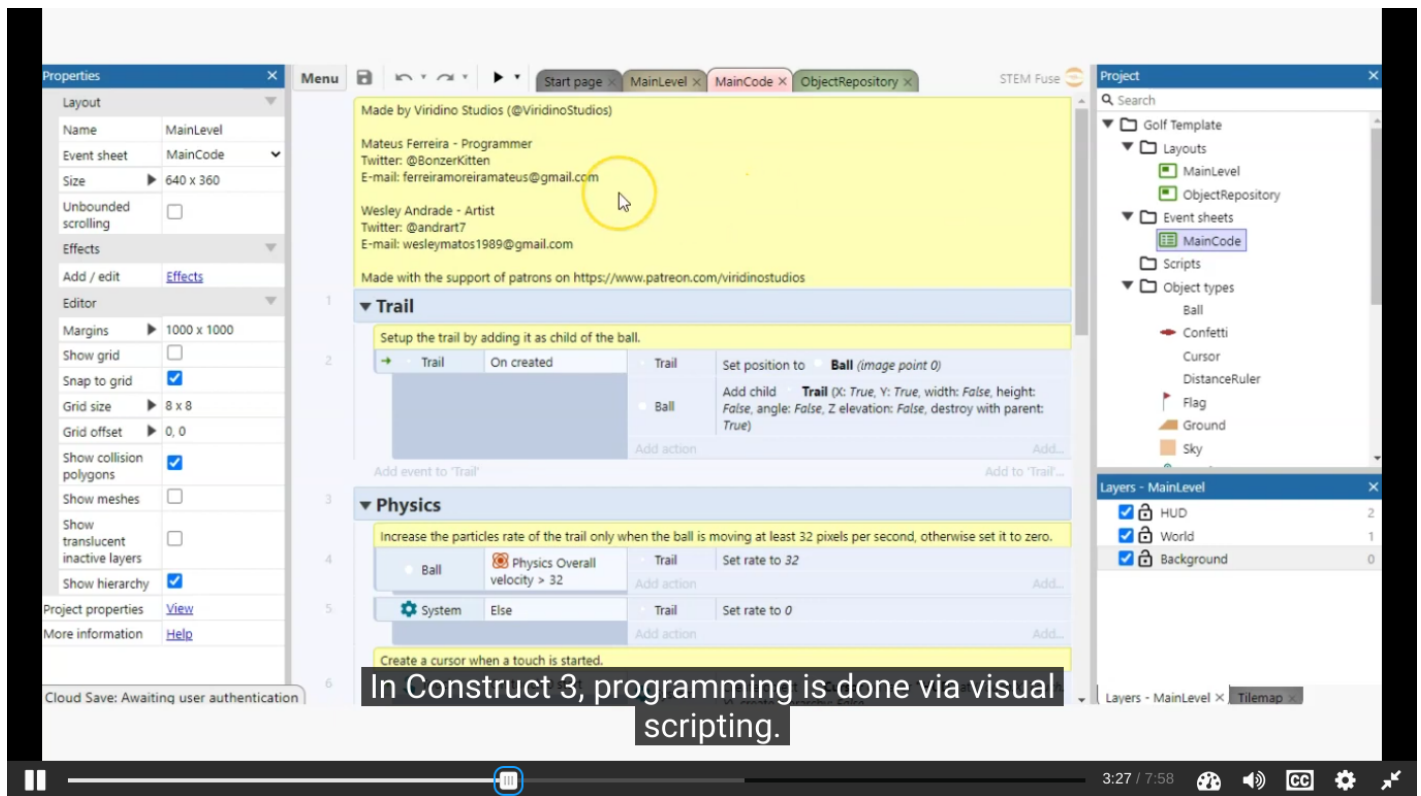 Properties
Layout
Name MainLevel
Event sheet MainCode
Size 640 x 360
Unbounded
scrolling
Effects
Add / edit Effects
Editor
Margins 1000 x 1000
Show grid
Snap to grid
Grid size 8 x 8
Grid offset 0, 0
Show collision
polygons
Show meshes
Show
translucent
inactive layers
Show hierarchy
Project properties View
More information Help
Cloud Save: Awaiting user authentication
Menu
Start page MainLevel MainCode ObjectRepository
STEM Fuse
Made by Viridino Studios (@ViridinoStudios)
Mateus Ferreira - Programmer
Twitter: @BonzerKitten
E-mail: ferreiramoreiramateus@gmail.com
Wesley Andrade - Artist
Twitter: @andrart7
E-mail: wesleymatos1989@gmail.com
Made with the support of patrons on https://www.patreon.com/viridinostudios
1 Trail
Setup the trail by adding it as child of the ball.
2 Trail On created Trail Set position to Ball (image point 0)
Ball Add child Trail (X: True, Y: True, width: False, height:
False, angle: False, Z elevation: False, destroy with parent:
True)
Add action Add...
Add event to 'Trail' Add to 'Trail'...
3 Physics
Increase the particles rate of the trail only when the ball is moving at least 32 pixels per second, otherwise set it to zero.
4 Ball Physics Overall
velocity > 32
Trail Set rate to 32
Add action Add...
5 System Else Trail Set rate to 0
Add action Add...
Create a cursor when a touch is started.
6
In Construct 3, programming is done via visual
scripting.
Project
Search
Golf Template
Layouts
MainLevel
ObjectRepository
Event sheets
MainCode
Scripts
Object types
Ball
Confetti
Cursor
DistanceRuler
Flag
Ground
Sky
Layers - MainLevel
HUD 2
World 1
Background 0
Layers - MainLevel Tilemap
3:27 / 7:58
CC